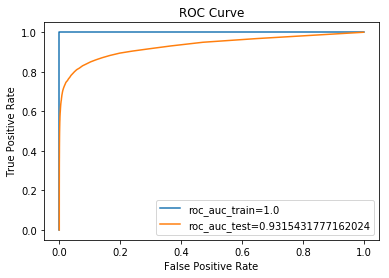 ROC Curve
True Positive Rate
1.0
0.8
0.6
0.4
0.2
0.0
roc_auc_train=1.0
roc_auc_test=0.9315431777162024
0.0 0.2 0.4 0.6 0.8 1.0
False Positive Rate